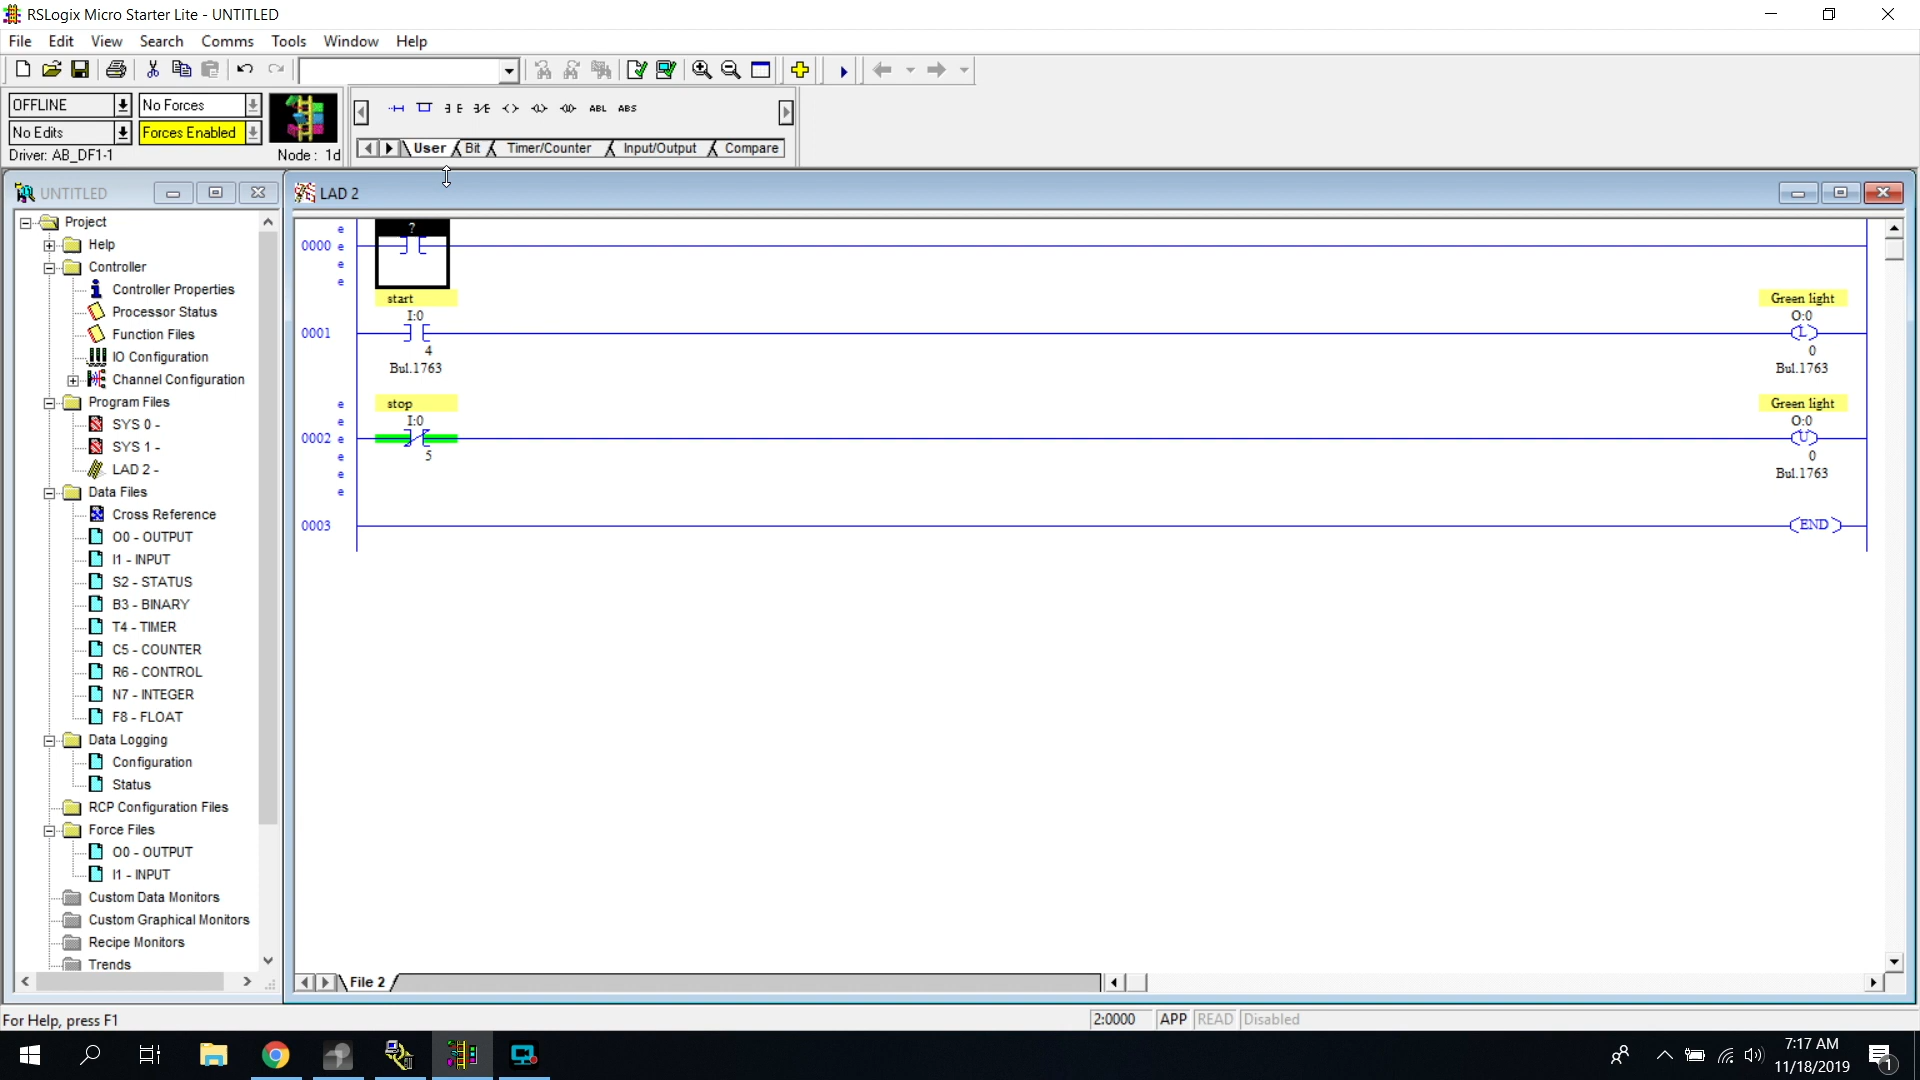 RSLogix Micro Starter Lite - UNTITLED
File Edit View Search Comms Tools Window Help
OFFLINE No Forces
No Edits Forces Enabled
Driver: AB_DF1-1 Node : 1d
ABL ABS
User Bit Timer/Counter Input/Output Compare
UNTITLED
Project
Help
Controller
Controller Properties
Processor Status
Function Files
IO Configuration
Channel Configuration
Program Files
SYS 0 -
SYS 1 -
LAD 2 -
Data Files
Cross Reference
O0 - OUTPUT
I1 - INPUT
S2 - STATUS
B3 - BINARY
T4 - TIMER
C5 - COUNTER
R6 - CONTROL
N7 - INTEGER
F8 - FLOAT
Data Logging
Configuration
Status
RCP Configuration Files
Force Files
O0 - OUTPUT
I1 - INPUT
Custom Data Monitors
Custom Graphical Monitors
Recipe Monitors
Trends
LAD 2
e ?
0000 e
e
e
start Green light
I:0 O:0
0001 L
4 0
Bul.1763 Bul.1763
e stop Green light
e I:0 O:0
0002 e U
e 5 0
e Bul.1763
e
0003 END
File 2
For Help, press F1 2:0000 APP READ Disabled
7:17 AM
11/18/2019
1